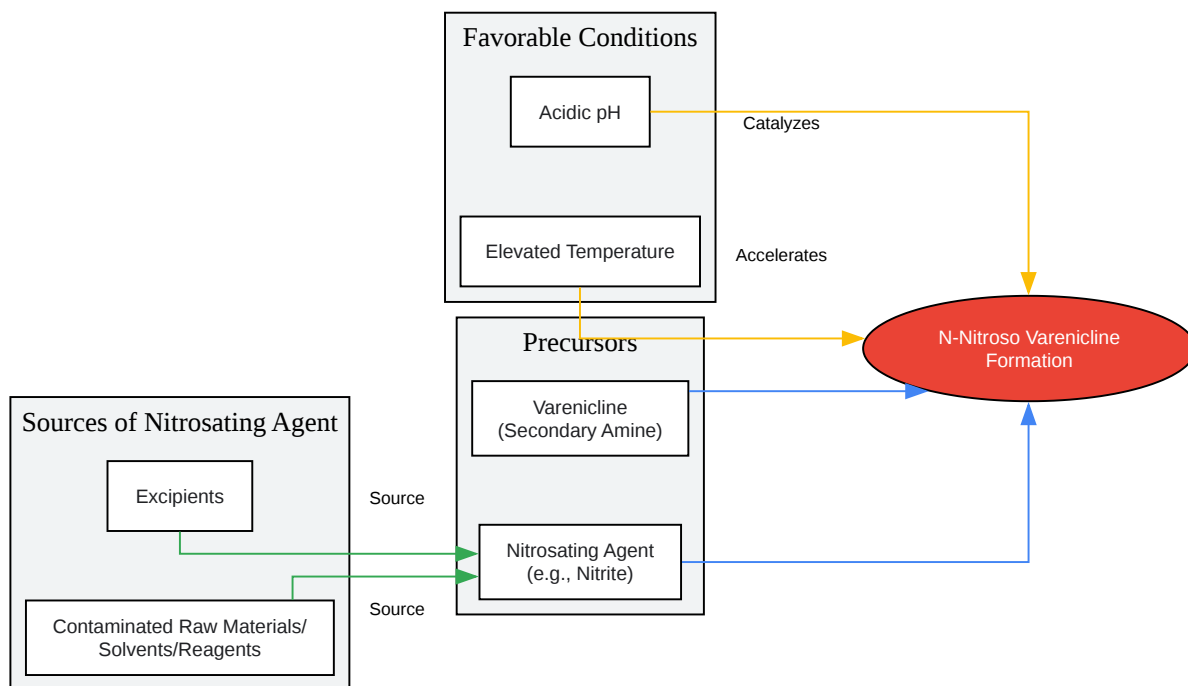 Favorable Conditions
Acidic pH
Catalyzes
Elevated Temperature
Accelerates
N-Nitroso Varenicline
Formation
Precursors
Varenicline
(Secondary Amine)
Sources of Nitrosating Agent
Excipients
Source
Nitrosating Agent
(e.g., Nitrite)
Source
Contaminated Raw Materials/
Solvents/Reagents